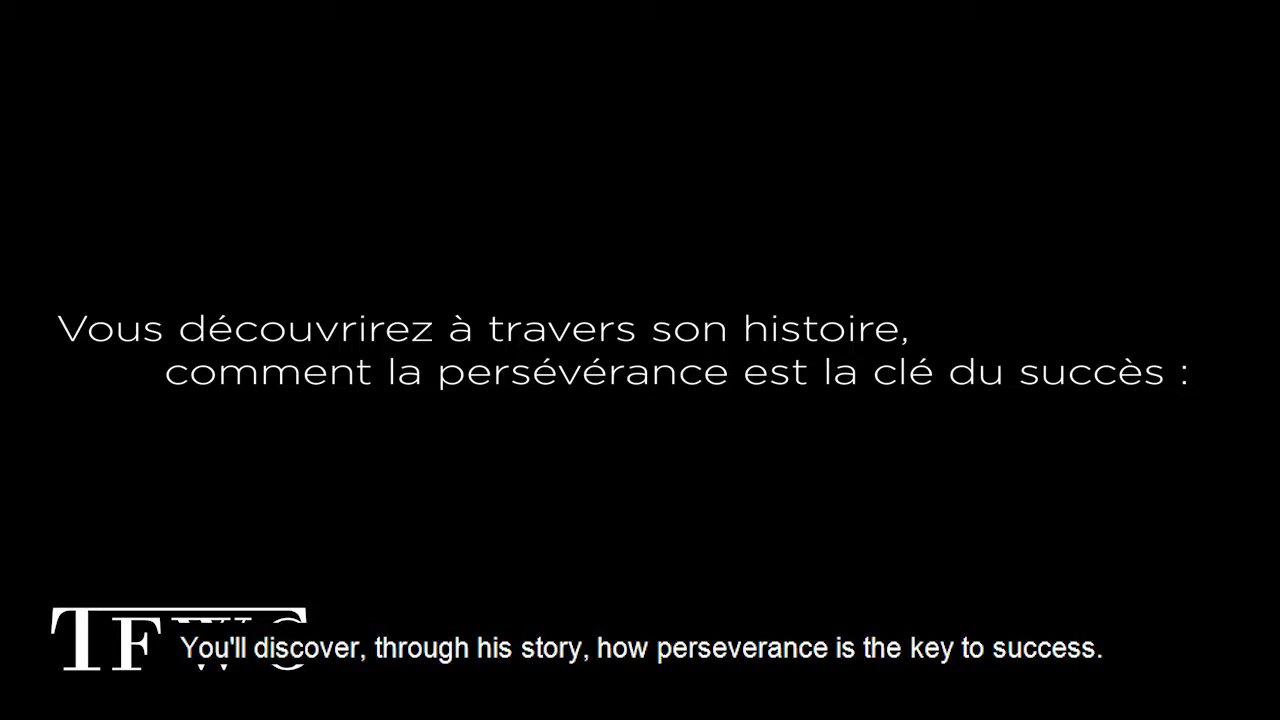 Vous découvrirez à travers son histoire,
comment la persévérance est la clé du succès :
TF
You'll discover, through his story, how perseverance is the key to success.